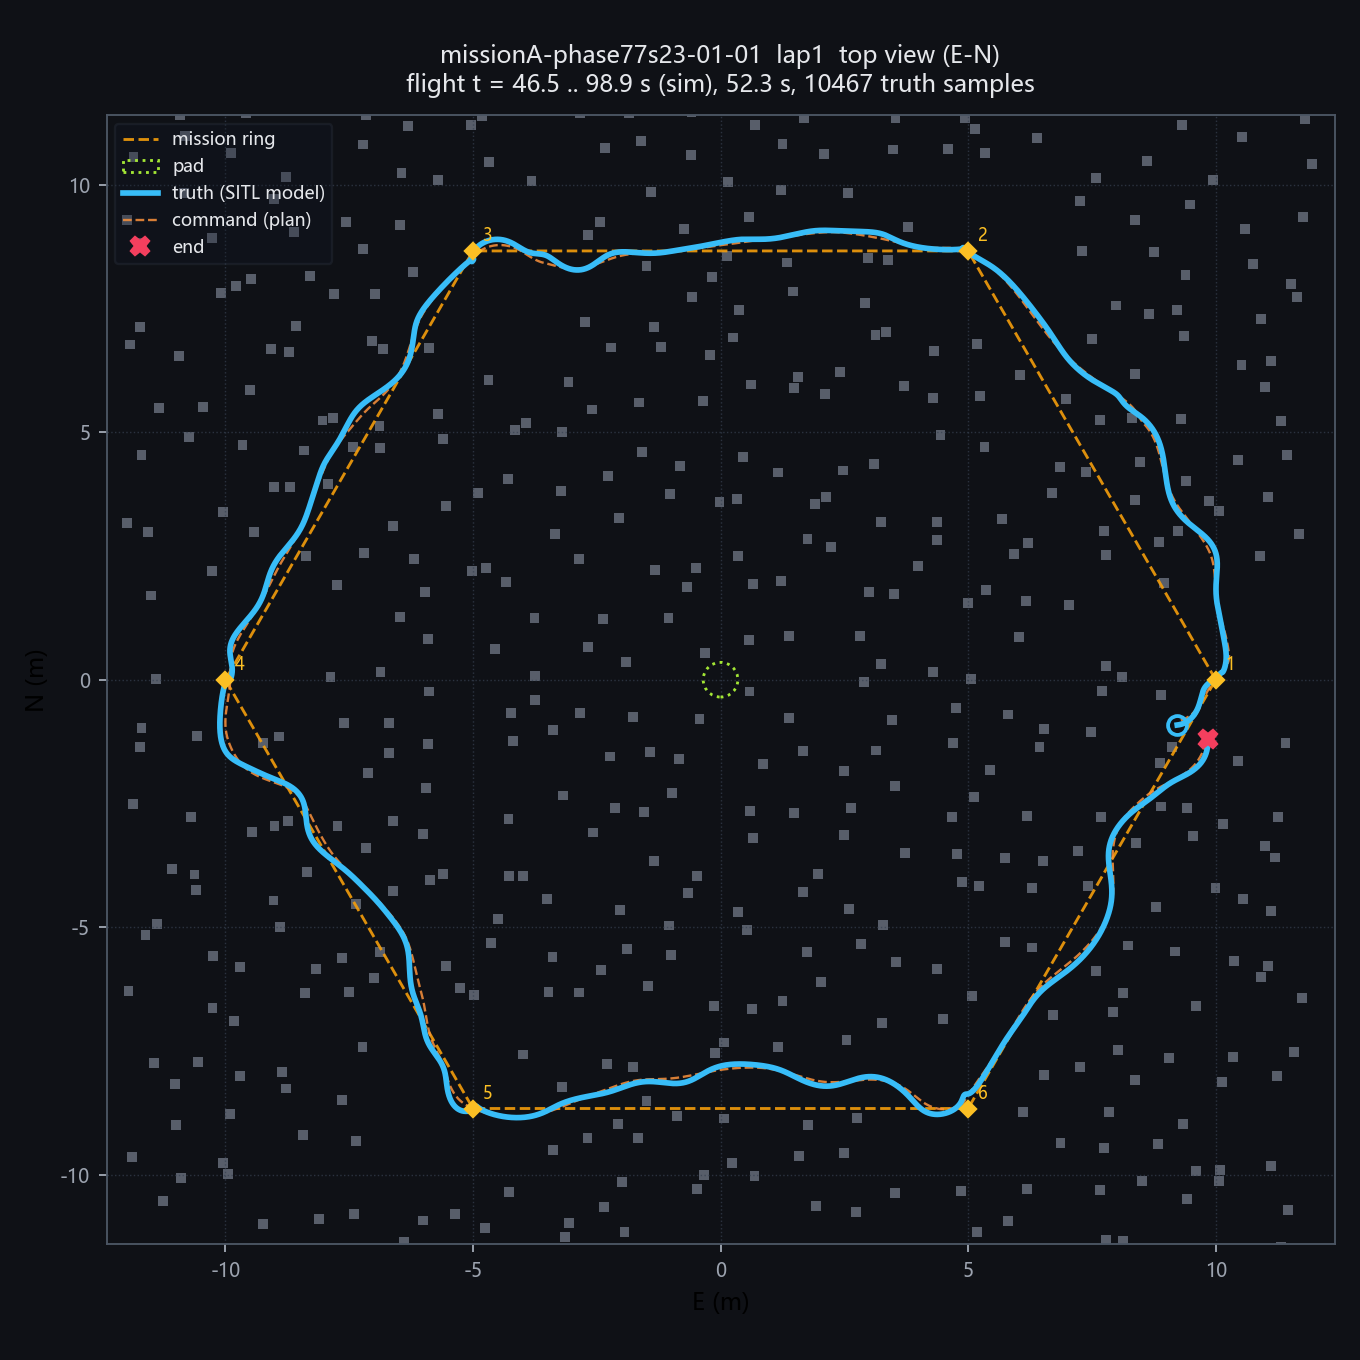 missionA-phase77s23-01-01 lap1 top view (E-N)
flight t = 46.5 .. 98.9 s (sim), 52.3 s, 10467 truth samples
mission ring
pad
truth (SITL model)
command (plan)
end
3
2
4
1
5
6
10
5
0
-5
-10
N (m)
-10
-5
0
5
10
E (m)